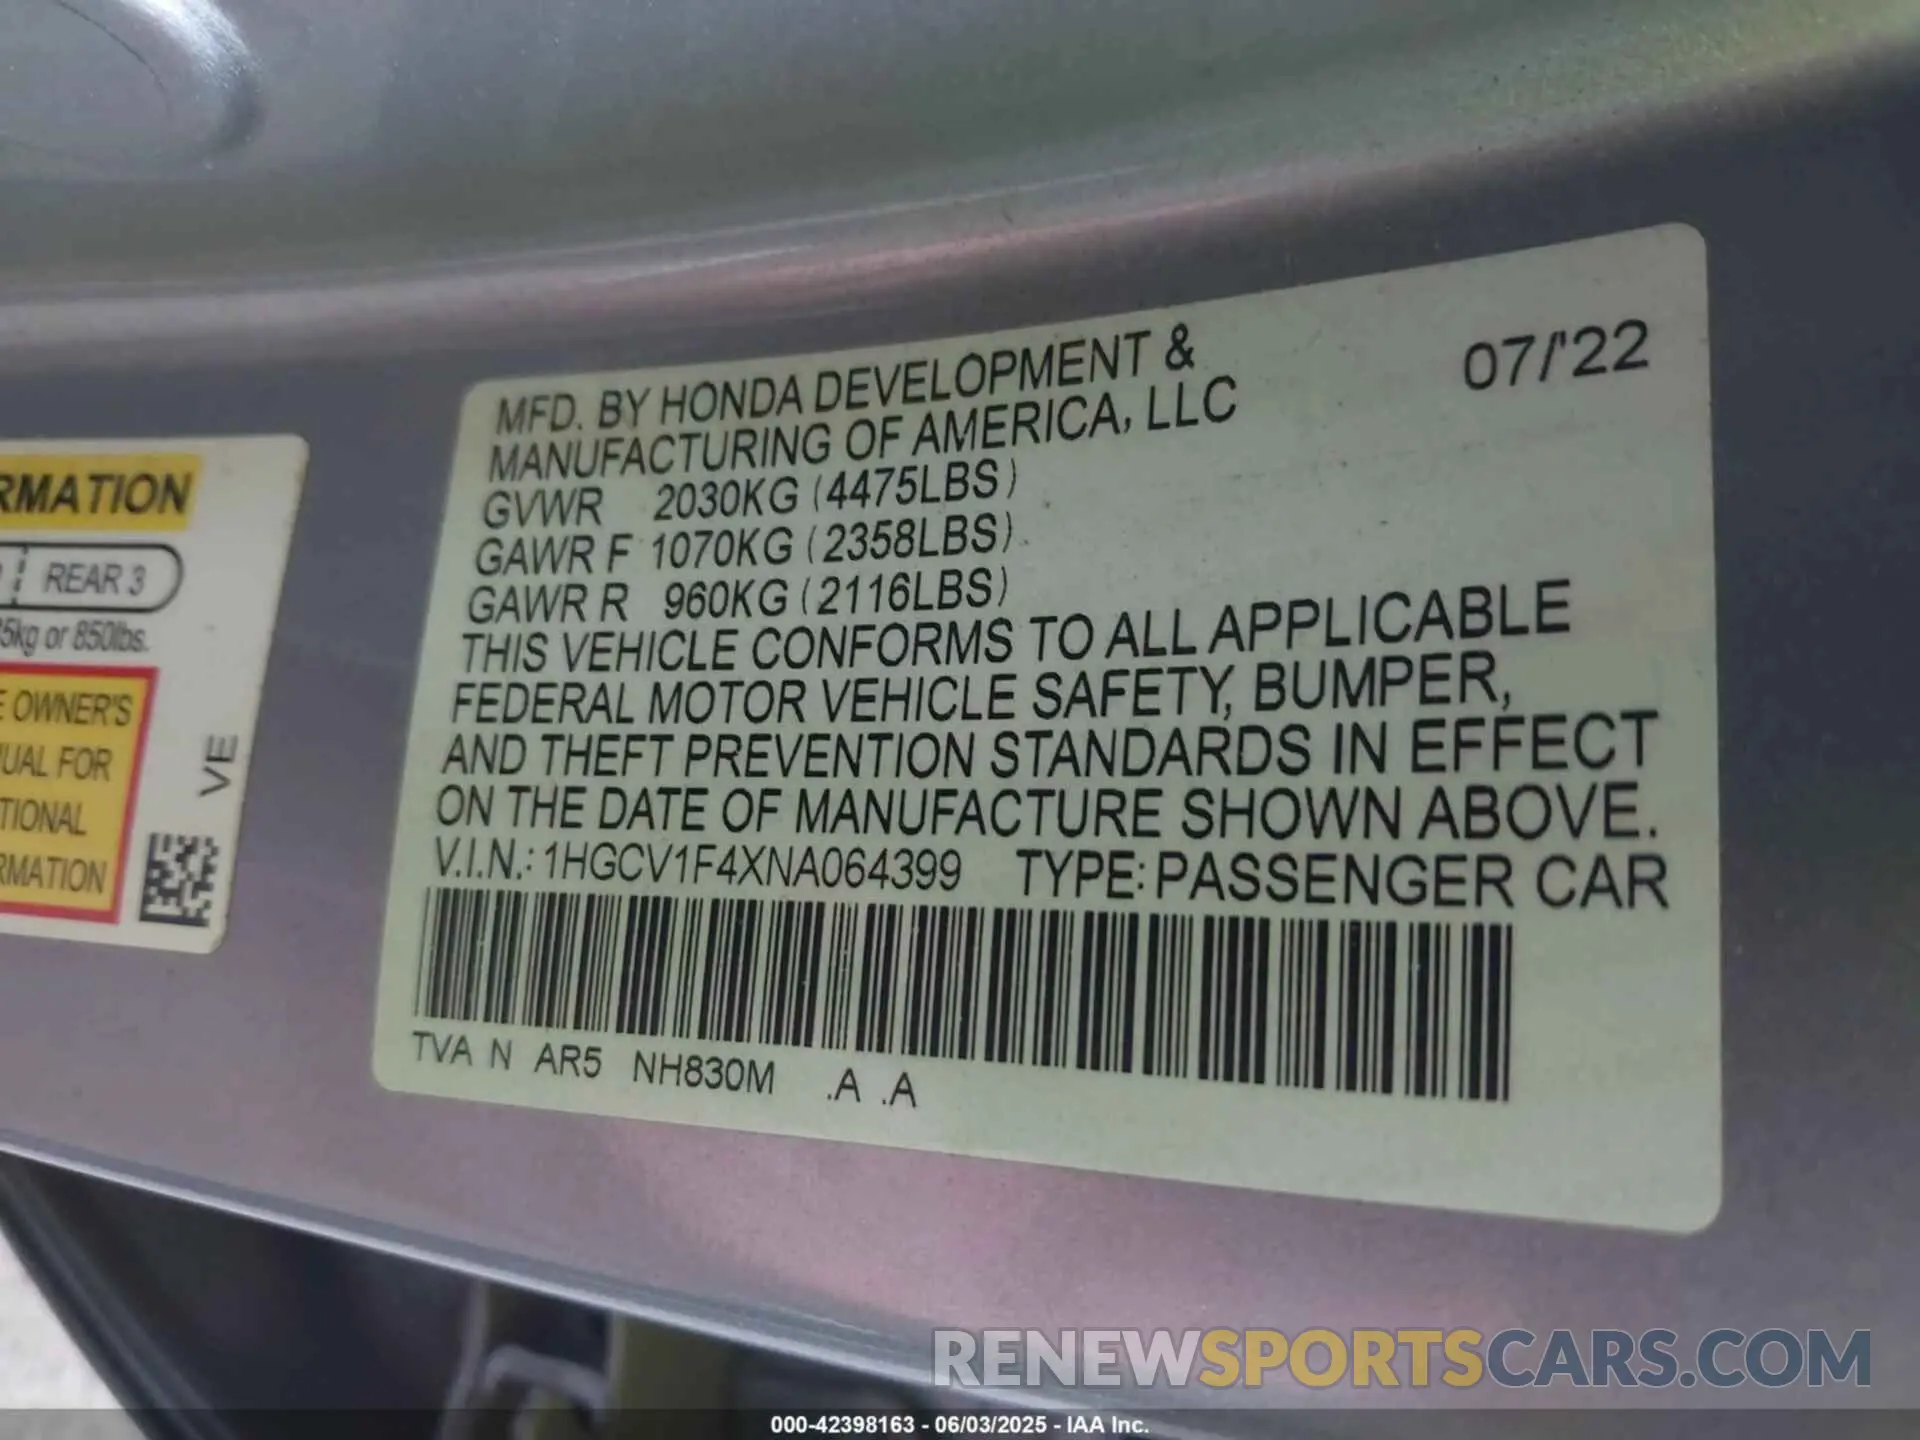 RMATION
REAR 3
5kg or 850lbs.
E OWNER'S
UAL FOR
TIONAL
RMATION
VE
MFD. BY HONDA DEVELOPMENT &
MANUFACTURING OF AMERICA, LLC
07/'22
GVWR 2030KG (4475LBS)
GAWR F 1070KG (2358LBS)
GAWR R 960KG (2116LBS)
THIS VEHICLE CONFORMS TO ALL APPLICABLE
FEDERAL MOTOR VEHICLE SAFETY, BUMPER,
AND THEFT PREVENTION STANDARDS IN EFFECT
ON THE DATE OF MANUFACTURE SHOWN ABOVE.
V.I.N.: 1HGCV1F4XNA064399 TYPE: PASSENGER CAR
TVA N AR5 NH830M .A .A
RENEWSPORTSCARS.COM
000-42398163 - 06/03/2025 - IAA Inc.